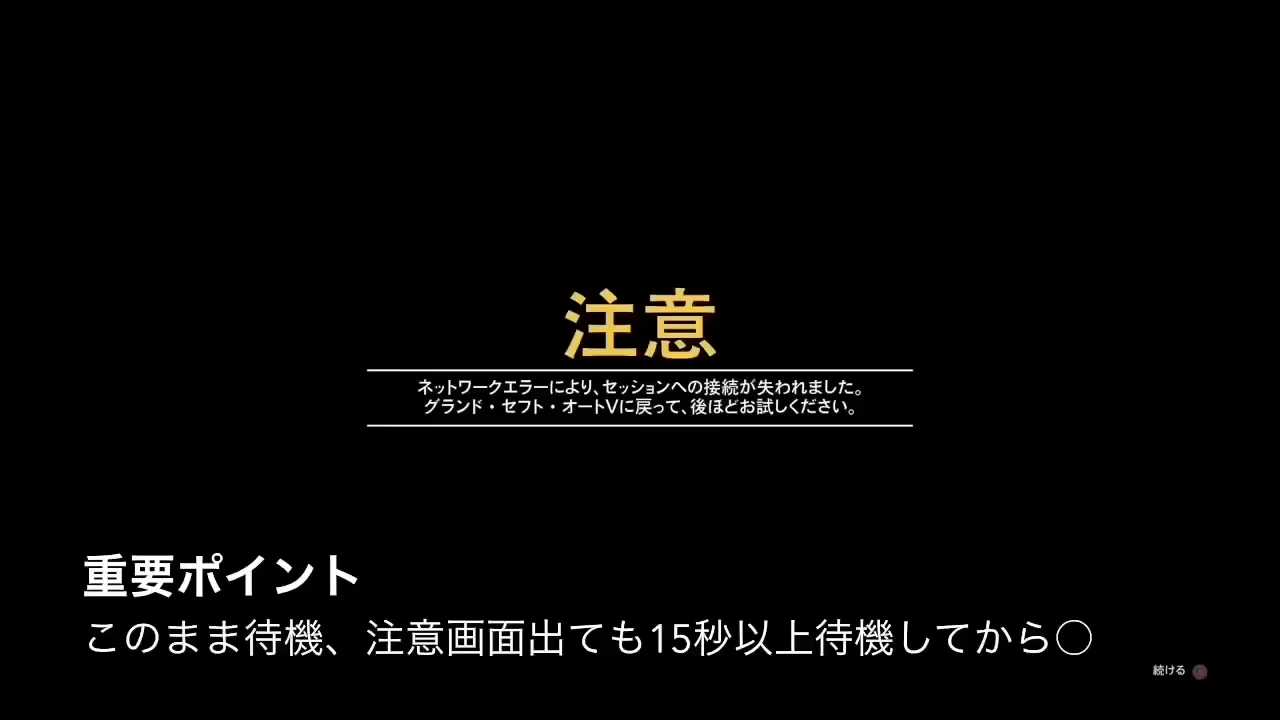 注意
ネットワークエラーにより、セッションへの接続が失われました。
グランド・セフト・オートVに戻って、後ほどお試しください。
重要ポイント
このまま待機、注意画面出ても15秒以上待機してから○
続ける